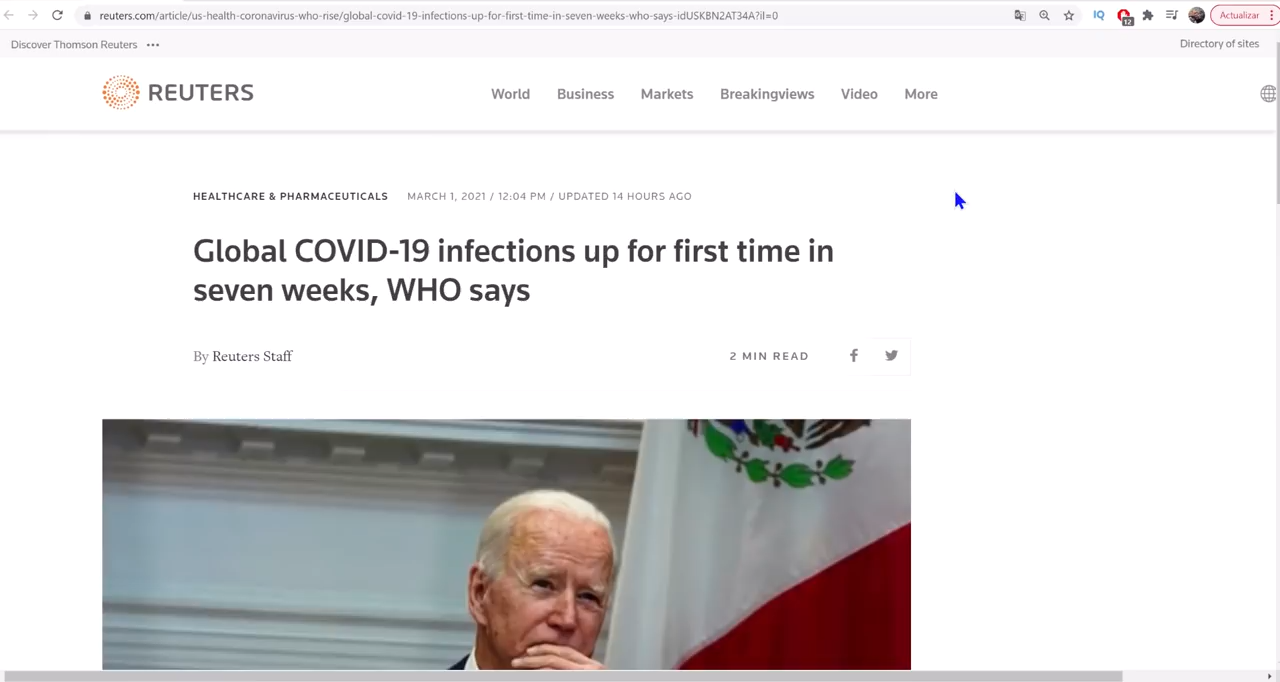 reuters.com/article/us-health-coronavirus-who-rise/global-covid-19-infections-up-for-first-time-in-seven-weeks-who-says-idUSKBN2AT34A?il=0
IQ
12
Actualizar
Discover Thomson Reuters •••
Directory of sites
REUTERS
World Business Markets Breakingviews Video More
HEALTHCARE & PHARMACEUTICALS MARCH 1, 2021 / 12:04 PM / UPDATED 14 HOURS AGO
Global COVID-19 infections up for first time in
seven weeks, WHO says
By Reuters Staff
2 MIN READ